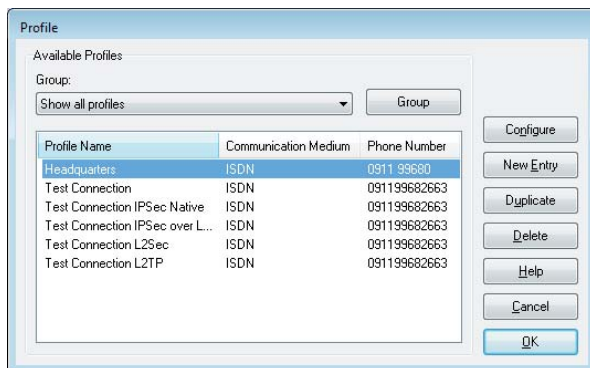 Profile
Available Profiles
Group:
Show all profiles
Group
Profile Name Communication Medium Phone Number
Headquarters ISDN 0911 99680
Test Connection ISDN 091199682663
Test Connection IPSec Native ISDN 091199682663
Test Connection IPSec over L... ISDN 091199682663
Test Connection L2Sec ISDN 091199682663
Test Connection L2TP ISDN 091199682663
Configure
New Entry
Duplicate
Delete
Help
Cancel
OK